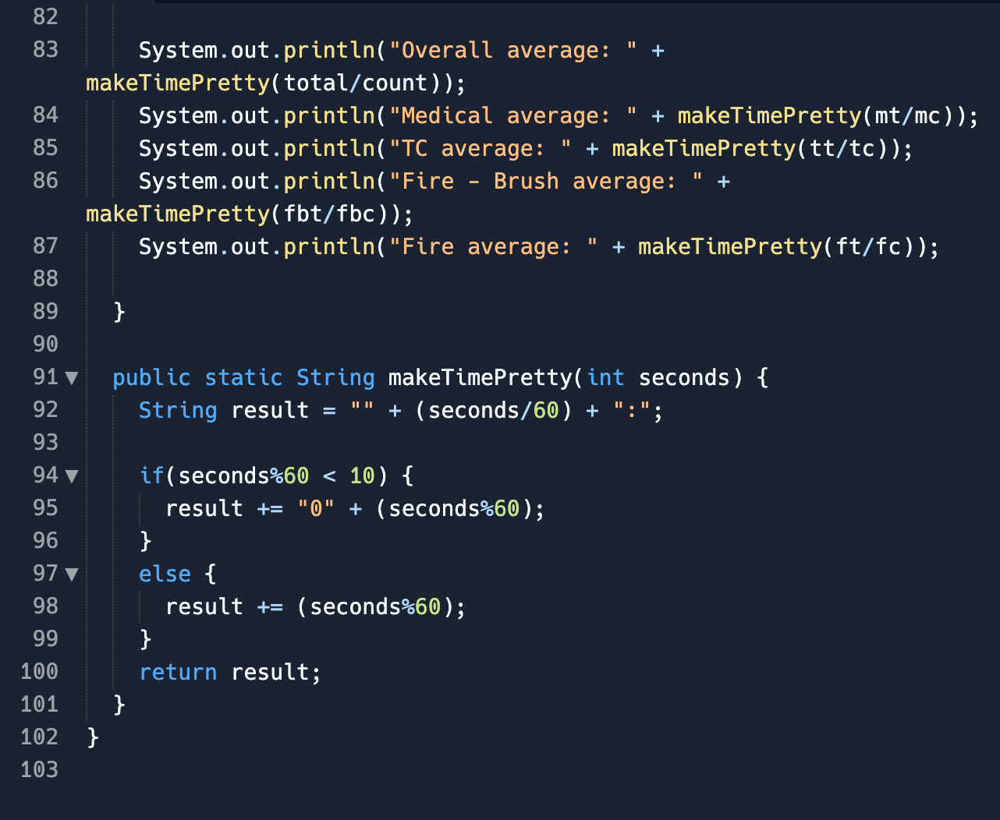 82
83 System.out.println("Overall average: " +
makeTimePretty(total/count));
84 System.out.println("Medical average: " + makeTimePretty(mt/mc));
85 System.out.println("TC average: " + makeTimePretty(tt/tc));
86 System.out.println("Fire - Brush average: " +
makeTimePretty(fbt/fbc));
87 System.out.println("Fire average: " + makeTimePretty(ft/fc));
88
89 }
90
91 ▼ public static String makeTimePretty(int seconds) {
92 String result = "" + (seconds/60) + ":";
93
94 ▼ if(seconds%60 < 10) {
95 result += "0" + (seconds%60);
96 }
97 ▼ else {
98 result += (seconds%60);
99 }
100 return result;
101 }
102 }
103